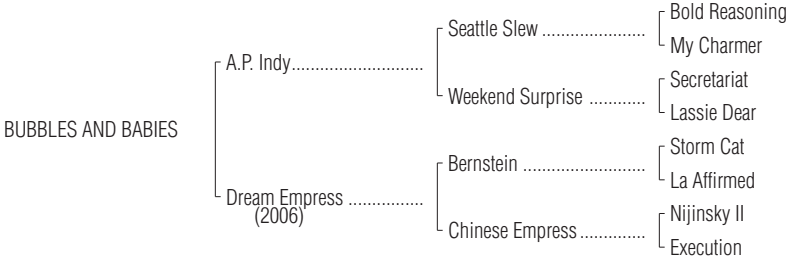 Bold Reasoning
Seattle Slew ......................
My Charmer
A.P. Indy............................
Secretariat
Weekend Surprise ............
Lassie Dear
BUBBLES AND BABIES
Storm Cat
Bernstein ..........................
La Affirmed
Dream Empress ................
(2006)
Nijinsky II
Chinese Empress..............
Execution